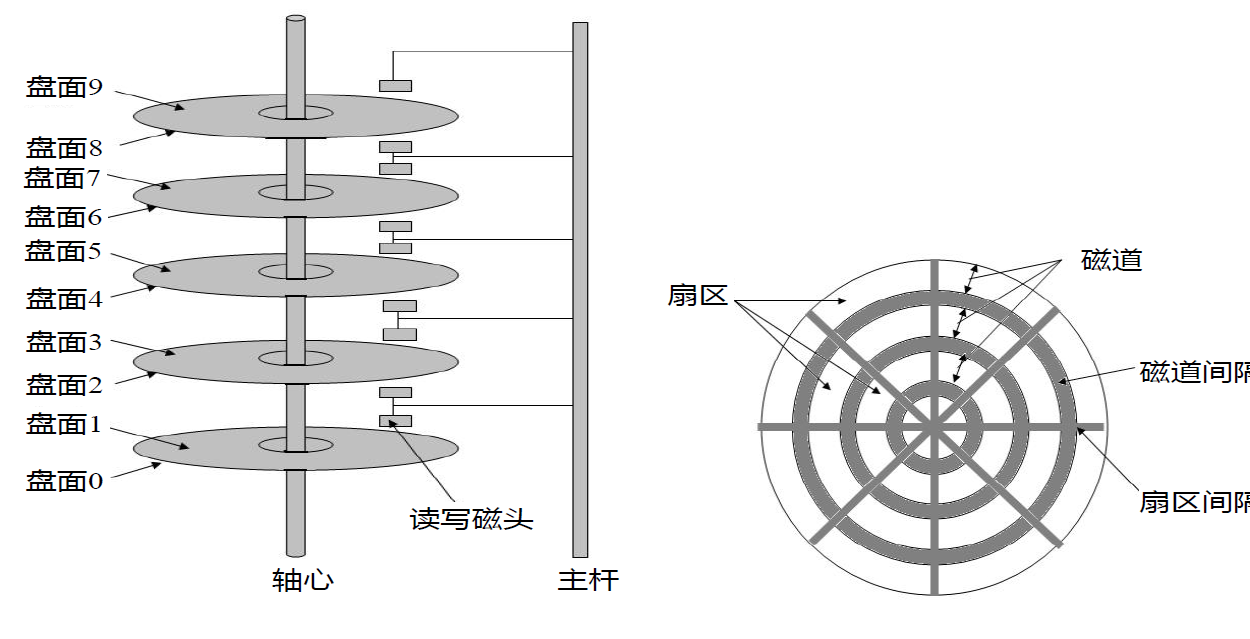 盘面9
盘面8
盘面7
盘面6
盘面5
盘面4
盘面3
盘面2
盘面1
盘面0
读写磁头
轴心
主杆
磁道
扇区
磁道间隔
扇区间隔